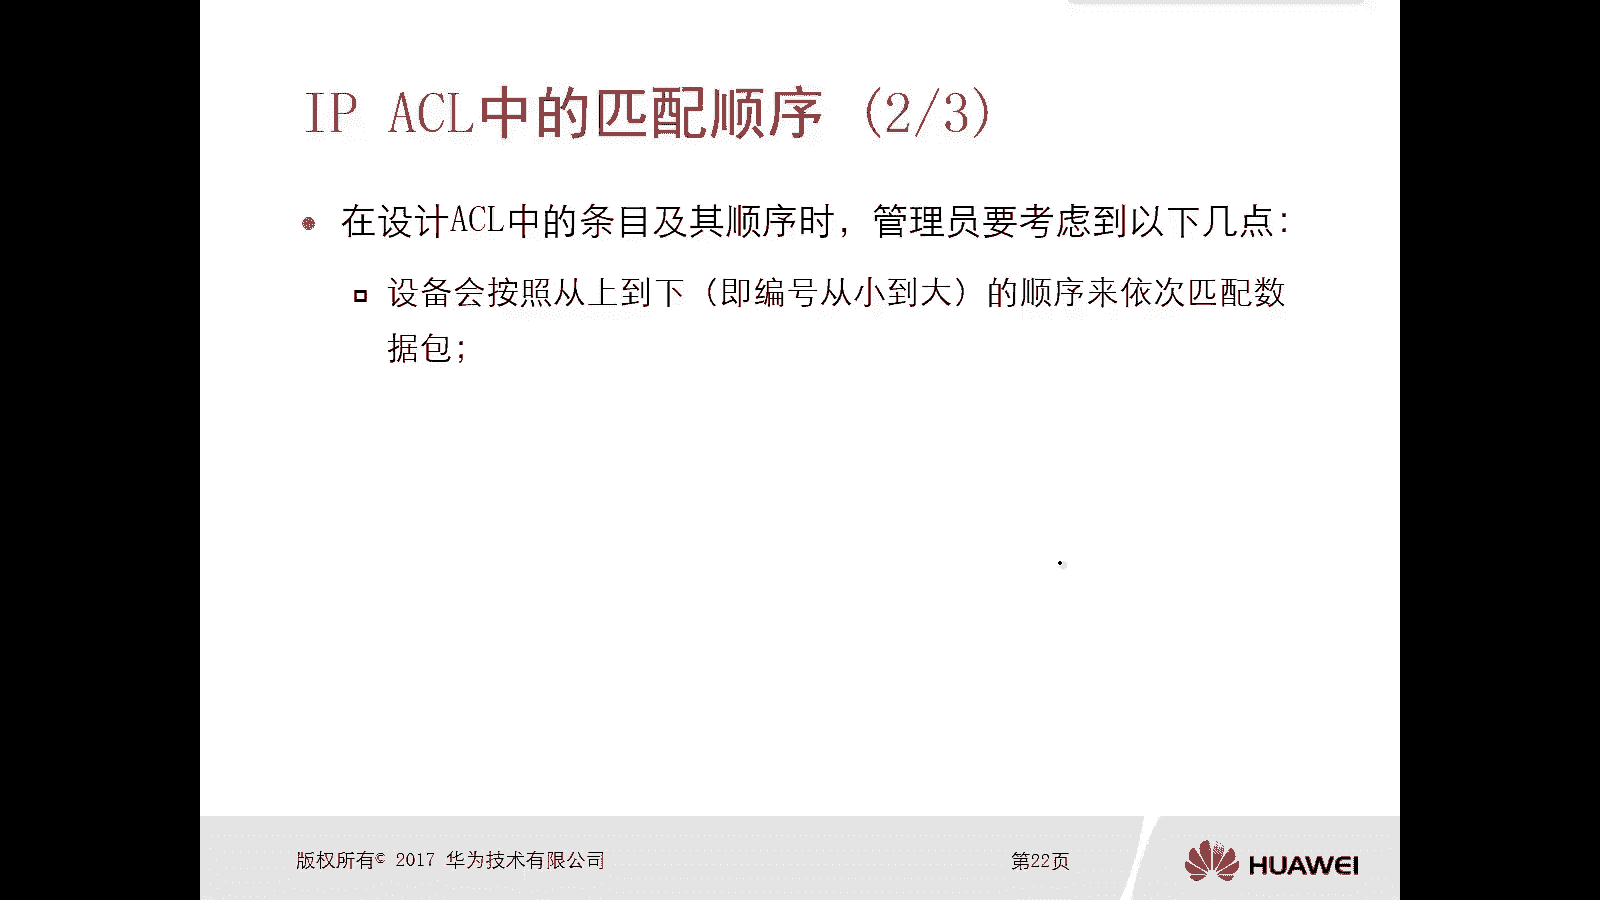 IP ACL中的匹配顺序 (2/3)
在设计ACL中的条目及其顺序时，管理员要考虑到以下几点：
设备会按照从上到下（即编号从小到大）的顺序来依次匹配数
据包；
版权所有© 2017 华为技术有限公司
第22页
HUAWEI